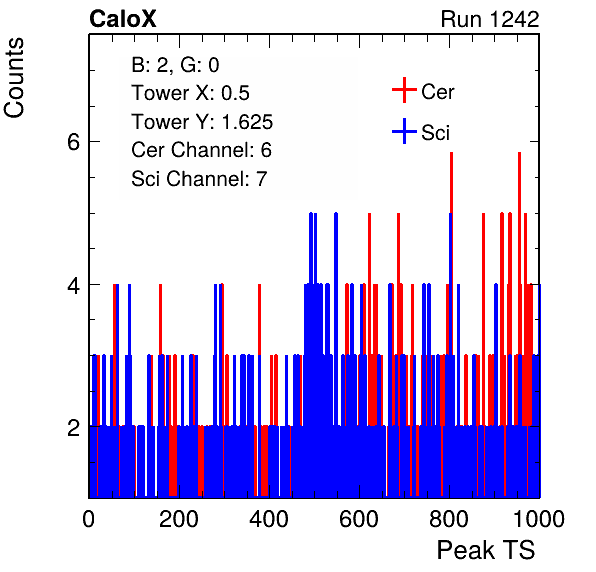 CaloX
Run 1242
Counts
B: 2, G: 0
Tower X: 0.5
Tower Y: 1.625
Cer Channel: 6
Sci Channel: 7
Cer
Sci
6
4
2
0 200 400 600 800 1000
Peak TS